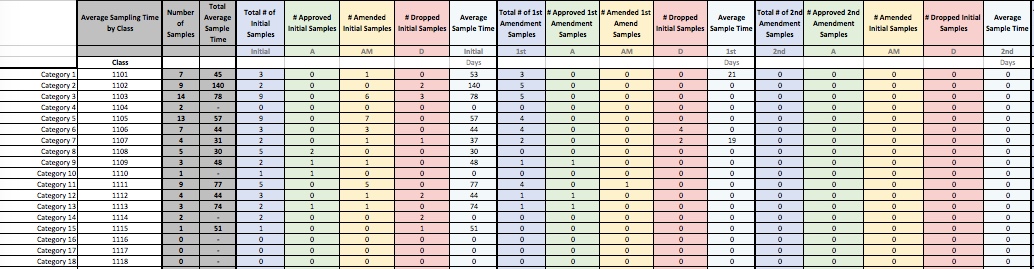 Average Sampling Time by Class | Number of Samples | Total Average Sample Time | Total # of Initial Samples | # Approved Initial Samples | # Amended Initial Samples | # Dropped Initial Samples | Average Sample Time | Total # of 1st Amendment Samples | # Approved 1st Amendment Samples | # Amended 1st Amend Samples | # Dropped Initial Samples | Average Sample Time | Total # of 2nd Amendment Samples | # Approved 2nd Amendment Samples | # Amended Initial Samples | # Dropped Initial Samples | Average Sample Time
Initial | A | AM | D | Initial | 1st | A | AM | D | 1st | 2nd | A | AM | D | 2nd
Class | Days | Days | Days
Category 1 | 1101 | 7 | 45 | 3 | 0 | 1 | 0 | 53 | 3 | 0 | 0 | 0 | 21 | 0 | 0 | 0 | 0 | 0
Category 2 | 1102 | 9 | 140 | 2 | 0 | 0 | 2 | 140 | 5 | 0 | 0 | 0 | 0 | 0 | 0 | 0 | 0 | 0
Category 3 | 1103 | 14 | 78 | 9 | 0 | 6 | 3 | 78 | 5 | 0 | 0 | 0 | 0 | 0 | 0 | 0 | 0 | 0
Category 4 | 1104 | 2 | - | 0 | 0 | 0 | 0 | 0 | 0 | 0 | 0 | 0 | 0 | 0 | 0 | 0 | 0 | 0
Category 5 | 1105 | 13 | 57 | 9 | 0 | 7 | 0 | 57 | 4 | 0 | 0 | 0 | 0 | 0 | 0 | 0 | 0 | 0
Category 6 | 1106 | 7 | 44 | 3 | 0 | 3 | 0 | 44 | 4 | 0 | 0 | 4 | 0 | 0 | 0 | 0 | 0 | 0
Category 7 | 1107 | 4 | 31 | 2 | 0 | 1 | 1 | 37 | 2 | 0 | 0 | 2 | 19 | 0 | 0 | 0 | 0 | 0
Category 8 | 1108 | 5 | 30 | 5 | 2 | 0 | 0 | 30 | 0 | 0 | 0 | 0 | 0 | 0 | 0 | 0 | 0 | 0
Category 9 | 1109 | 3 | 48 | 2 | 1 | 1 | 0 | 48 | 1 | 1 | 0 | 0 | 0 | 0 | 0 | 0 | 0 | 0
Category 10 | 1110 | 1 | - | 1 | 1 | 0 | 0 | 0 | 0 | 0 | 0 | 0 | 0 | 0 | 0 | 0 | 0 | 0
Category 11 | 1111 | 9 | 77 | 5 | 0 | 5 | 0 | 77 | 4 | 0 | 1 | 0 | 0 | 0 | 0 | 0 | 0 | 0
Category 12 | 1112 | 4 | 44 | 3 | 0 | 1 | 2 | 44 | 1 | 1 | 0 | 0 | 0 | 0 | 0 | 0 | 0 | 0
Category 13 | 1113 | 3 | 74 | 2 | 1 | 1 | 0 | 74 | 1 | 1 | 0 | 0 | 0 | 0 | 0 | 0 | 0 | 0
Category 14 | 1114 | 2 | - | 2 | 0 | 0 | 2 | 0 | 0 | 0 | 0 | 0 | 0 | 0 | 0 | 0 | 0 | 0
Category 15 | 1115 | 1 | 51 | 1 | 0 | 0 | 1 | 51 | 0 | 0 | 0 | 0 | 0 | 0 | 0 | 0 | 0 | 0
Category 16 | 1116 | 0 | - | 0 | 0 | 0 | 0 | 0 | 0 | 0 | 0 | 0 | 0 | 0 | 0 | 0 | 0 | 0
Category 17 | 1117 | 0 | - | 0 | 0 | 0 | 0 | 0 | 0 | 0 | 0 | 0 | 0 | 0 | 0 | 0 | 0 | 0
Category 18 | 1118 | 0 | - | 0 | 0 | 0 | 0 | 0 | 0 | 0 | 0 | 0 | 0 | 0 | 0 | 0 | 0 | 0